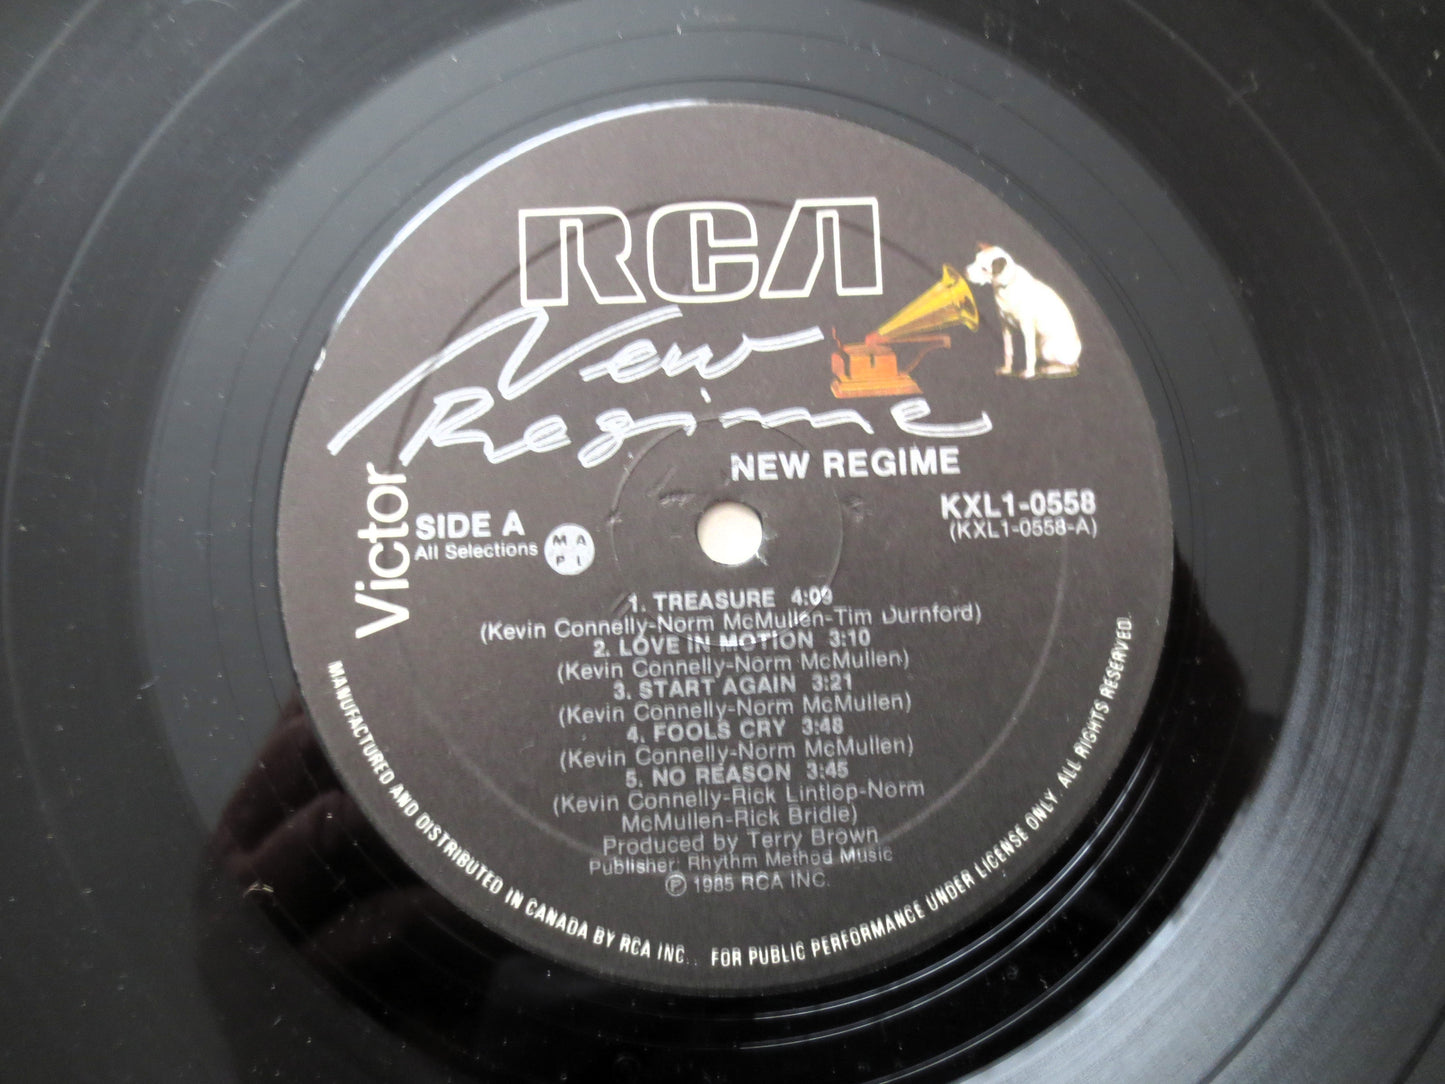 RCA
New
Regime
NEW REGIME
Victor
KXL1-0558
(KXL1-0558-A)
SIDE A
All Selections
MA
PI
1. TREASURE 4:09
(Kevin Connelly-Norm McMullen-Tim Durnford)
2. LOVE IN MOTION 3:10
(Kevin Connelly-Norm McMullen)
3. START AGAIN 3:21
(Kevin Connelly-Norm McMullen)
4. FOOLS CRY 3:48
(Kevin Connelly-Norm McMullen)
5. NO REASON 3:45
(Kevin Connelly-Rick Lintlop-Norm
McMullen-Rick Bridle)
Produced by Terry Brown
Publisher: Rhythm Method Music
℗ 1985 RCA INC.
MANUFACTURED AND DISTRIBUTED IN CANADA BY RCA INC.. FOR PUBLIC PERFORMANCE UNDER LICENSE ONLY. ALL RIGHTS RESERVED.